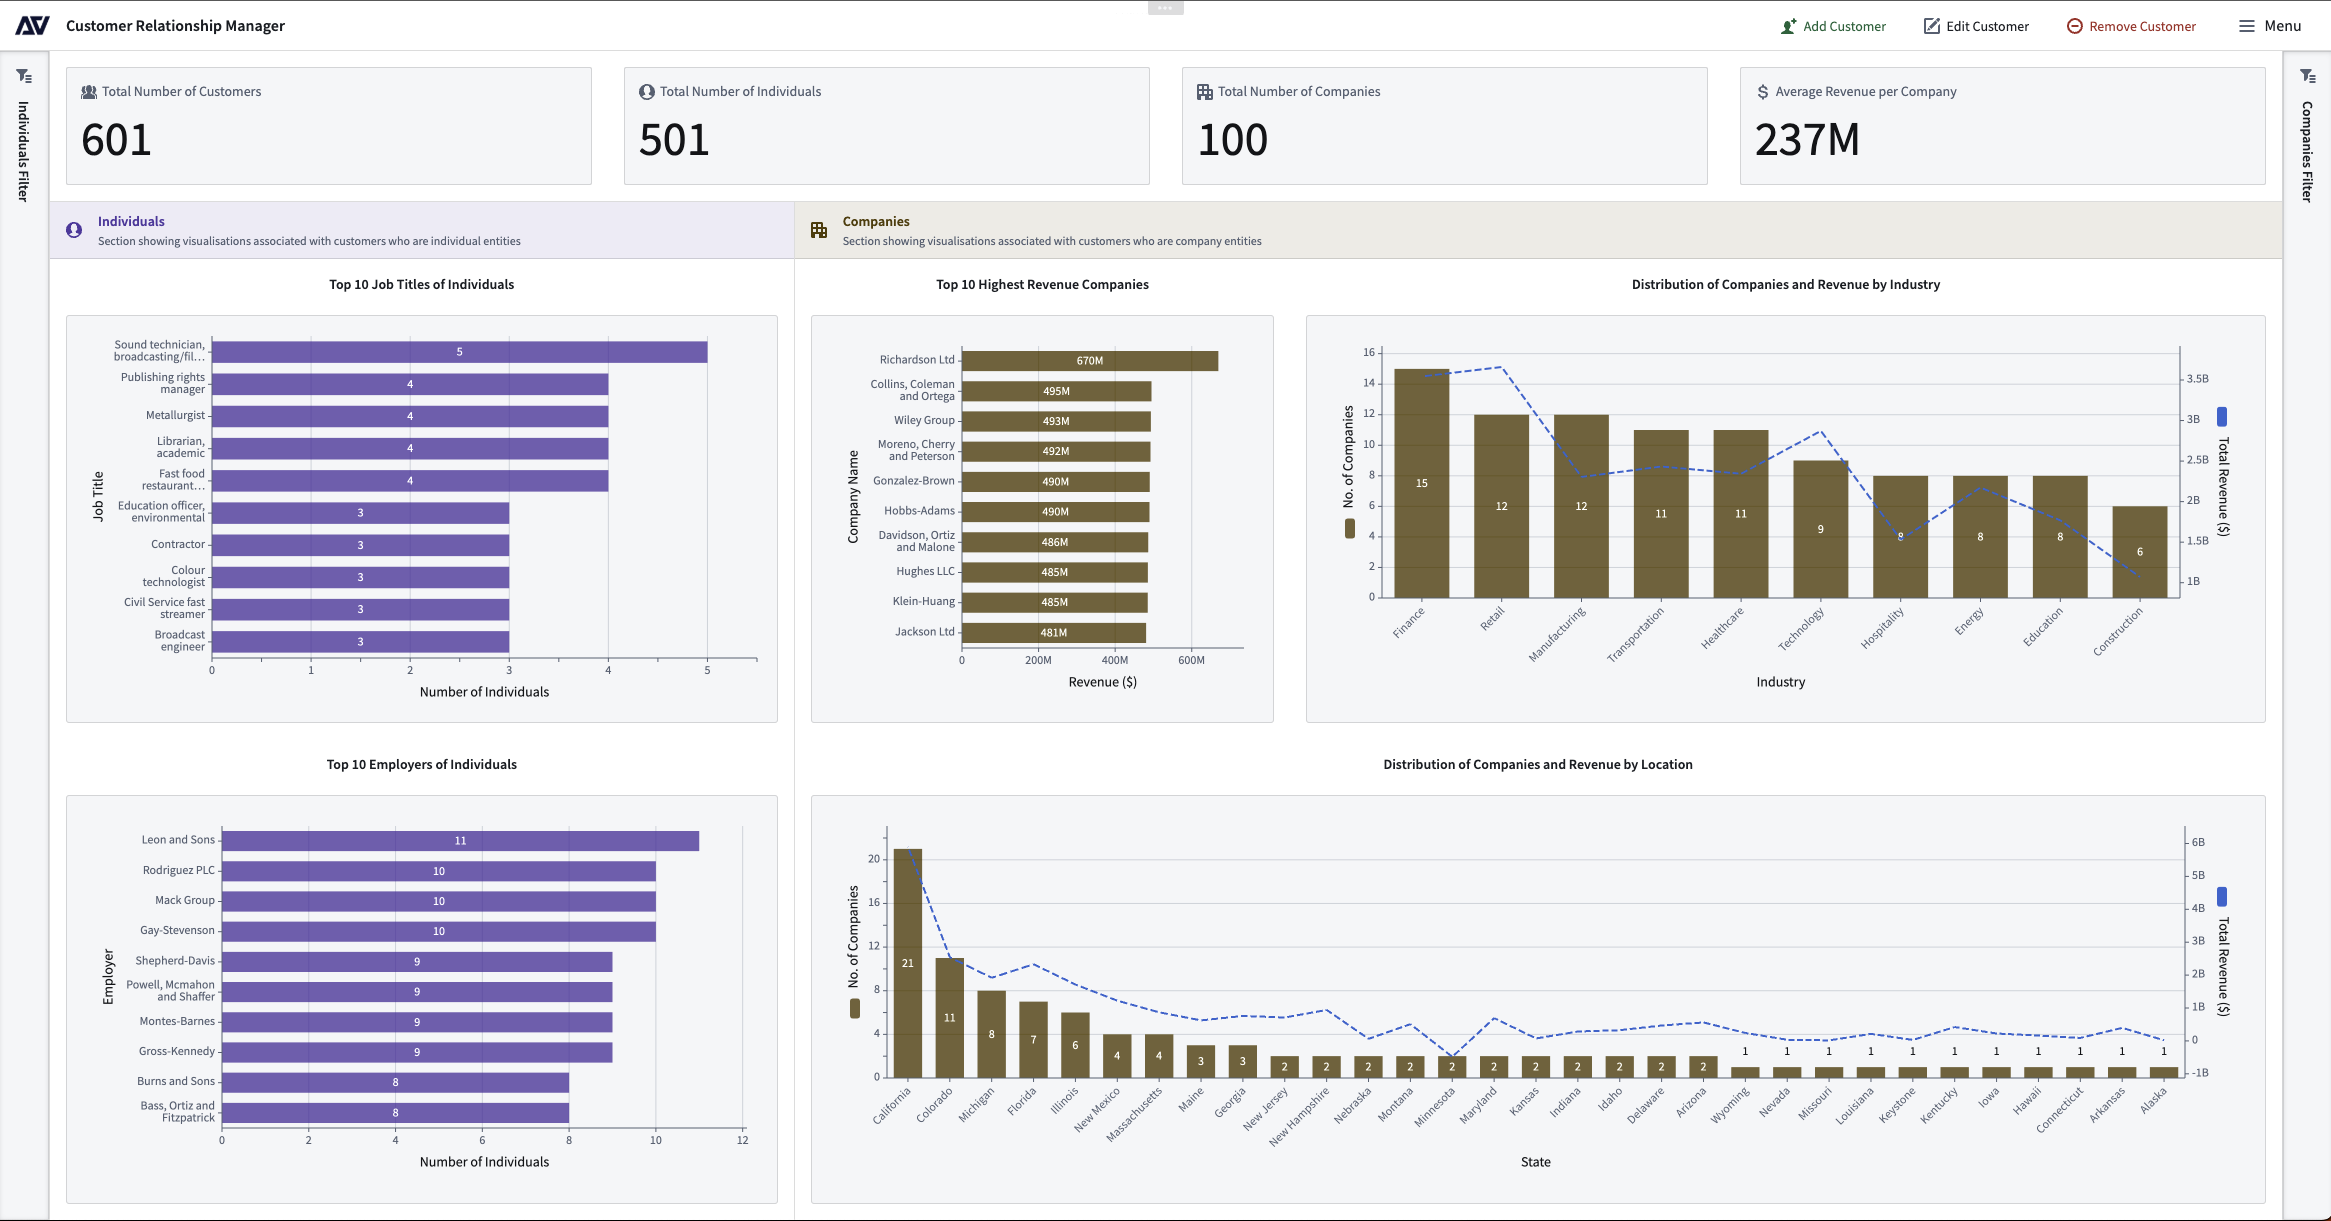 Customer Relationship Manager
Add Customer
Edit Customer
Remove Customer
Menu
Individuals Filter
Total Number of Customers
601
Total Number of Individuals
501
Total Number of Companies
100
Average Revenue per Company
237M
Companies Filter
Individuals
Section showing visualisations associated with customers who are individual entities
Companies
Section showing visualisations associated with customers who are company entities
Top 10 Job Titles of Individuals
Job Title
Sound technician,
broadcasting/fil…
5
Publishing rights
manager
4
Metallurgist
4
Librarian,
academic
4
Fast food
restaurant…
4
Education officer,
environmental
3
Contractor
3
Colour
technologist
3
Civil Service fast
streamer
3
Broadcast
engineer
3
0 1 2 3 4 5
Number of Individuals
Top 10 Highest Revenue Companies
Company Name
Richardson Ltd
670M
Collins, Coleman
and Ortega
495M
Wiley Group
493M
Moreno, Cherry
and Peterson
492M
Gonzalez-Brown
490M
Hobbs-Adams
490M
Davidson, Ortiz
and Malone
486M
Hughes LLC
485M
Klein-Huang
485M
Jackson Ltd
481M
0 200M 400M 600M
Revenue ($)
Distribution of Companies and Revenue by Industry
No. of Companies
16
14
12
10
8
6
4
2
0
15 12 12 11 11 9 8 8 8 6
3.5B
3B
2.5B
2B
1.5B
1B
Total Revenue ($)
Finance Retail Manufacturing Transportation Healthcare Technology Hospitality Energy Education Construction
Industry
Top 10 Employers of Individuals
Employer
Leon and Sons
11
Rodriguez PLC
10
Mack Group
10
Gay-Stevenson
10
Shepherd-Davis
9
Powell, Mcmahon
and Shaffer
9
Montes-Barnes
9
Gross-Kennedy
9
Burns and Sons
8
Bass, Ortiz and
Fitzpatrick
8
0 2 4 6 8 10 12
Number of Individuals
Distribution of Companies and Revenue by Location
No. of Companies
20
16
12
8
4
0
21 11 8 7 6 4 4 3 3 2 2 2 2 2 2 2 2 2 2 2 1 1 1 1 1 1 1 1 1 1 1
6B
5B
4B
3B
2B
1B
0
-1B
Total Revenue ($)
California Colorado Michigan Florida Illinois New Mexico Massachusetts Maine Georgia New Jersey New Hampshire Nebraska Montana Minnesota Maryland Kansas Indiana Idaho Delaware Arizona Wyoming Nevada Missouri Louisiana Keystone Kentucky Iowa Hawaii Connecticut Arkansas Alaska
State